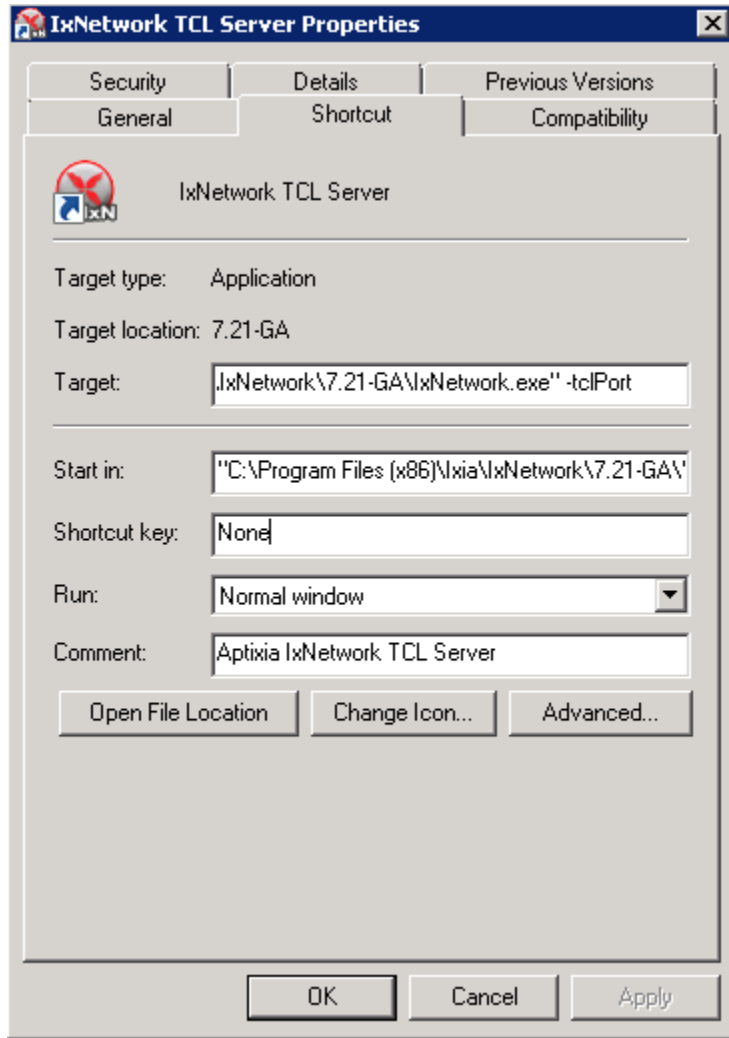 IxNetwork TCL Server Properties
Security Details Previous Versions
General Shortcut Compatibility
IxN
IxNetwork TCL Server
Target type: Application
Target location: 7.21-GA
Target: .IxNetwork\7.21-GA\IxNetwork.exe" -tclPort
Start in: "C:\Program Files (x86)\Ixia\IxNetwork\7.21-GA\"
Shortcut key: None
Run: Normal window
Comment: Aptixia IxNetwork TCL Server
Open File Location Change Icon... Advanced...
OK Cancel Apply